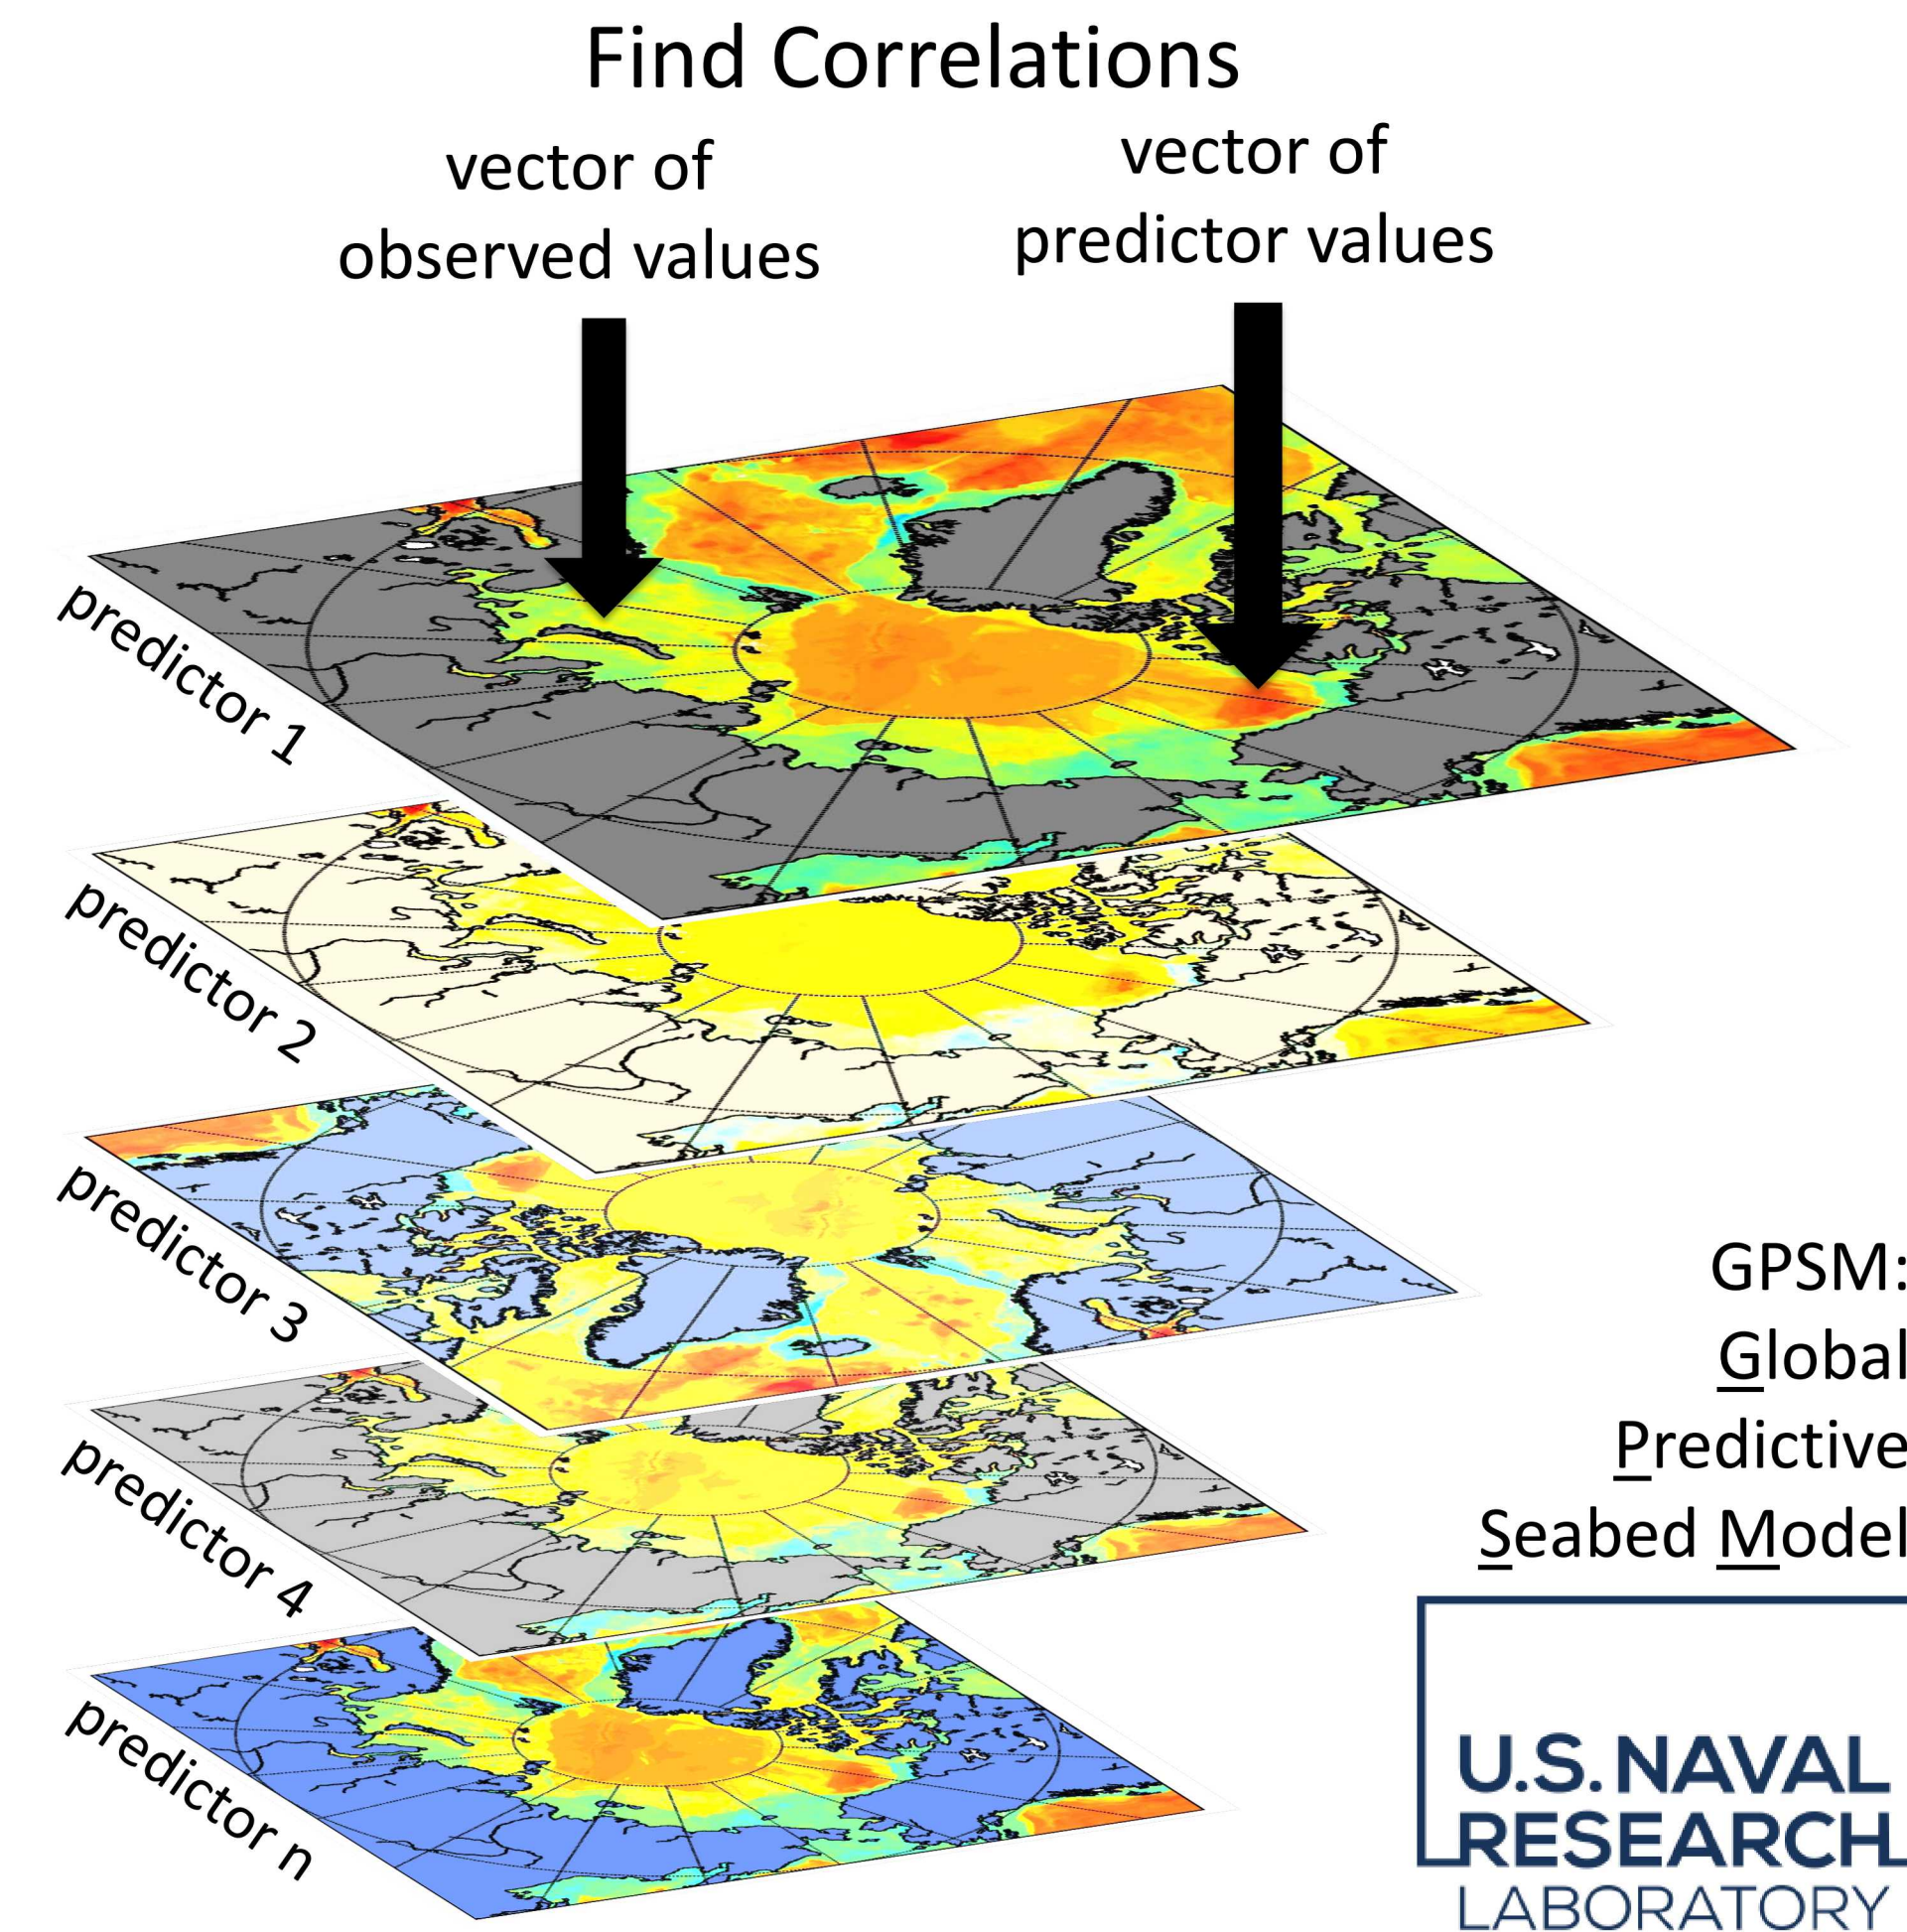 Find Correlations
vector of
observed values
vector of
predictor values
predictor 1
predictor 2
predictor 3
predictor 4
predictor n
GPSM:
Global
Predictive
Seabed Model
U.S. NAVAL
RESEARCH
LABORATORY